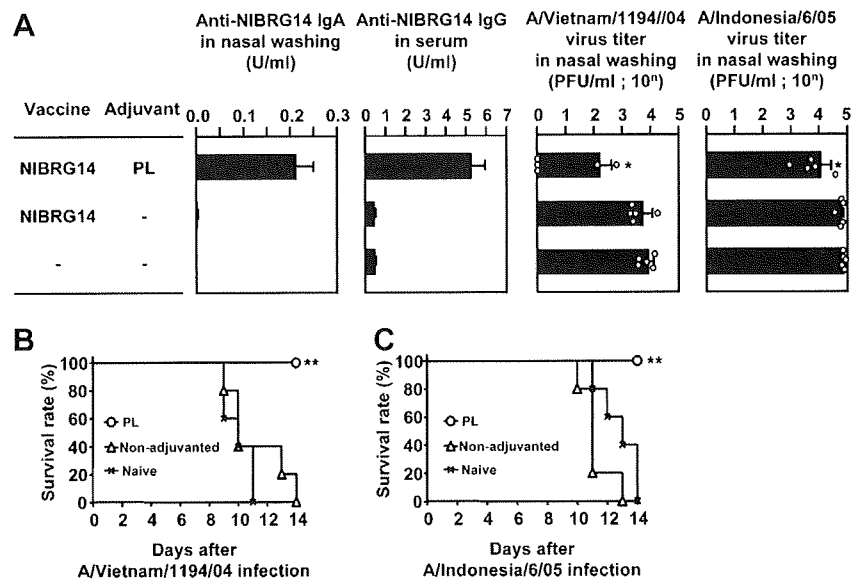 A
Anti-NIBRG14 IgA
in nasal washing
(U/ml)
Anti-NIBRG14 IgG
in serum
(U/ml)
A/Vietnam/1194//04
virus titer
in nasal washing
(PFU/ml ; 10ⁿ)
A/Indonesia/6/05
virus titer
in nasal washing
(PFU/ml ; 10ⁿ)
Vaccine Adjuvant
0.0 0.1 0.2 0.3
0 1 2 3 4 5 6 7
0 1 2 3 4 5
0 1 2 3 4 5
NIBRG14 PL
* *
NIBRG14 -
- -
B
Survival rate (%)
100
80
60
40
20
0
**
PL
Non-adjuvanted
Naive
0 2 4 6 8 10 12 14
Days after
A/Vietnam/1194/04 infection
C
Survival rate (%)
100
80
60
40
20
0
**
PL
Non-adjuvanted
Naive
0 2 4 6 8 10 12 14
Days after
A/Indonesia/6/05 infection